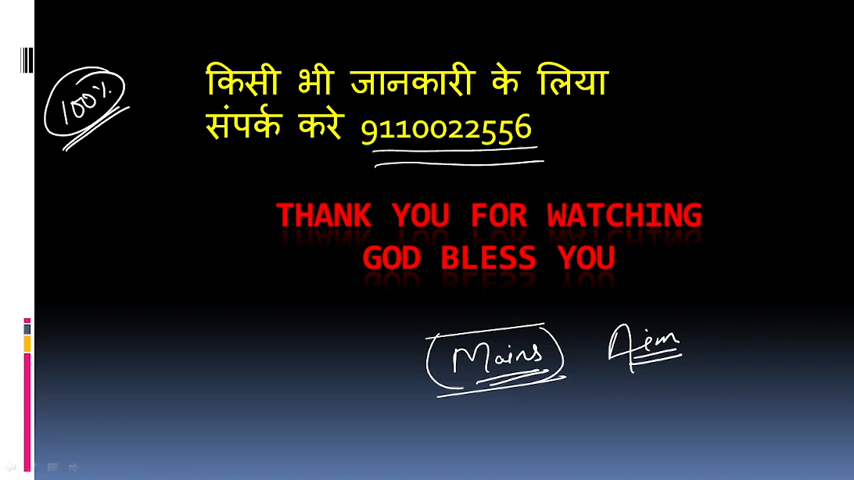 100%
किसी भी जानकारी के लिया
संपर्क करे 9110022556
THANK YOU FOR WATCHING
GOD BLESS YOU
Mains Aim